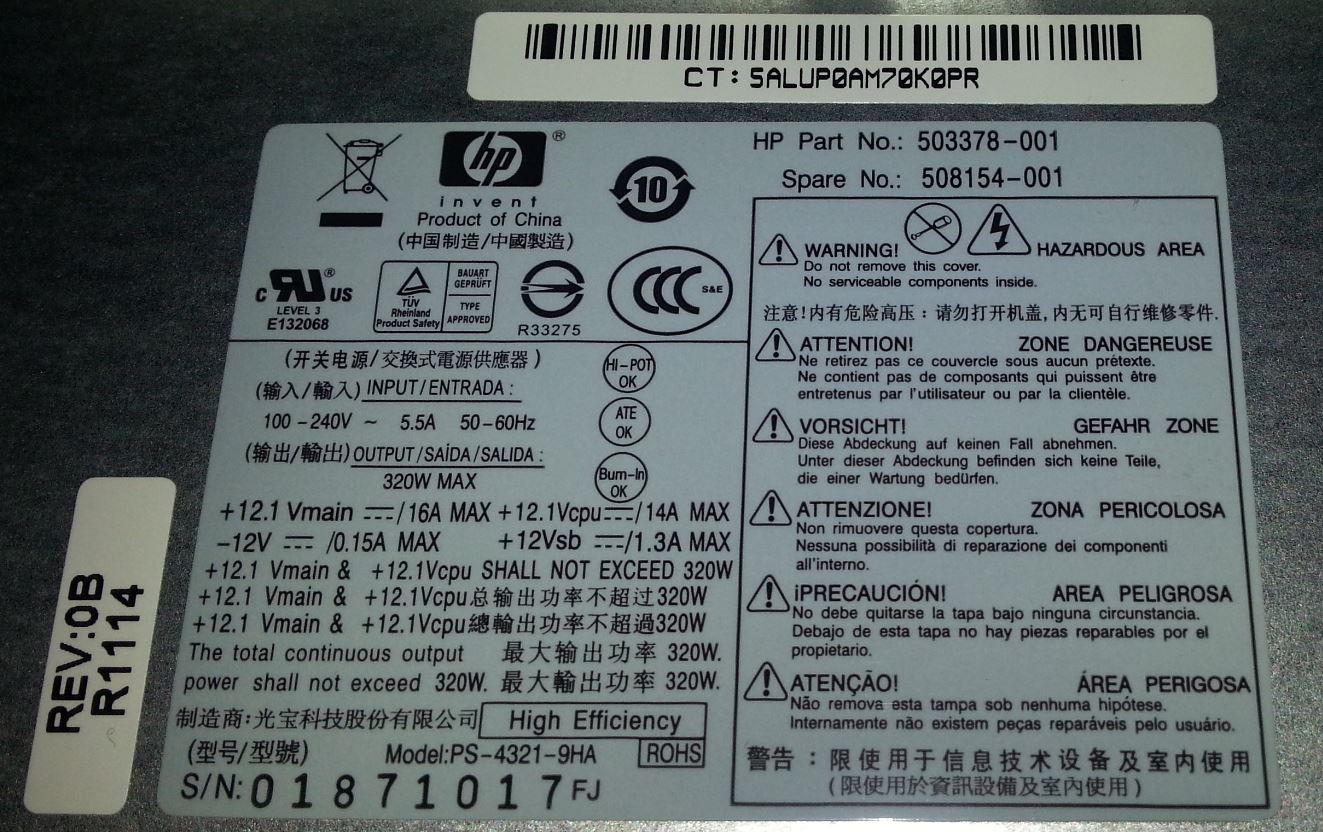 CT: 5ALUP0AM70K0PR
hp ®
invent
Product of China
(中国制造/中國製造)
10
HP Part No.: 503378-001
Spare No.: 508154-001
c RU ® US
LEVEL 3
E132068
TÜV
Rheinland
Product Safety
BAUART
GEPRÜFT
TYPE
APPROVED
R33275
CCC S&E
(开关电源/交換式電源供應器)
(输入/輸入) INPUT/ENTRADA :
100 -240V ~ 5.5A 50-60Hz
(输出/輸出) OUTPUT/SAÍDA/SALIDA :
320W MAX
HI-POT
OK
ATE
OK
Burn-In
OK
+12.1 Vmain ⎓/16A MAX +12.1Vcpu⎓/14A MAX
-12V ⎓ /0.15A MAX +12Vsb ⎓/1.3A MAX
+12.1 Vmain & +12.1Vcpu SHALL NOT EXCEED 320W
+12.1 Vmain & +12.1Vcpu总输出功率不超过320W
+12.1 Vmain & +12.1Vcpu總輸出功率不超過320W
The total continuous output 最大输出功率 320W.
power shall not exceed 320W. 最大輸出功率 320W.
制造商:光宝科技股份有限公司 High Efficiency
(型号/型號) Model:PS-4321-9HA ROHS
S/N: 01871017 FJ
WARNING! HAZARDOUS AREA
Do not remove this cover.
No serviceable components inside.
注意!内有危险高压：请勿打开机盖,内无可自行维修零件.
ATTENTION! ZONE DANGEREUSE
Ne retirez pas ce couvercle sous aucun prétexte.
Ne contient pas de composants qui puissent être
entretenus par l'utilisateur ou par la clientèle.
VORSICHT! GEFAHR ZONE
Diese Abdeckung auf keinen Fall abnehmen.
Unter dieser Abdeckung befinden sich keine Teile,
die einer Wartung bedürfen.
ATTENZIONE! ZONA PERICOLOSA
Non rimuovere questa copertura.
Nessuna possibilità di reparazione dei componenti
all'interno.
¡PRECAUCIÓN! AREA PELIGROSA
No debe quitarse la tapa bajo ninguna circunstancia.
Debajo de esta tapa no hay piezas reparables por el
propietario.
ATENÇÃO! ÁREA PERIGOSA
Não remova esta tampa sob nenhuma hipótese.
Internamente não existem peças reparáveis pelo usuário.
警告：限使用于信息技术设备及室内使用
(限使用於資訊設備及室內使用)
REV:0B
R1114